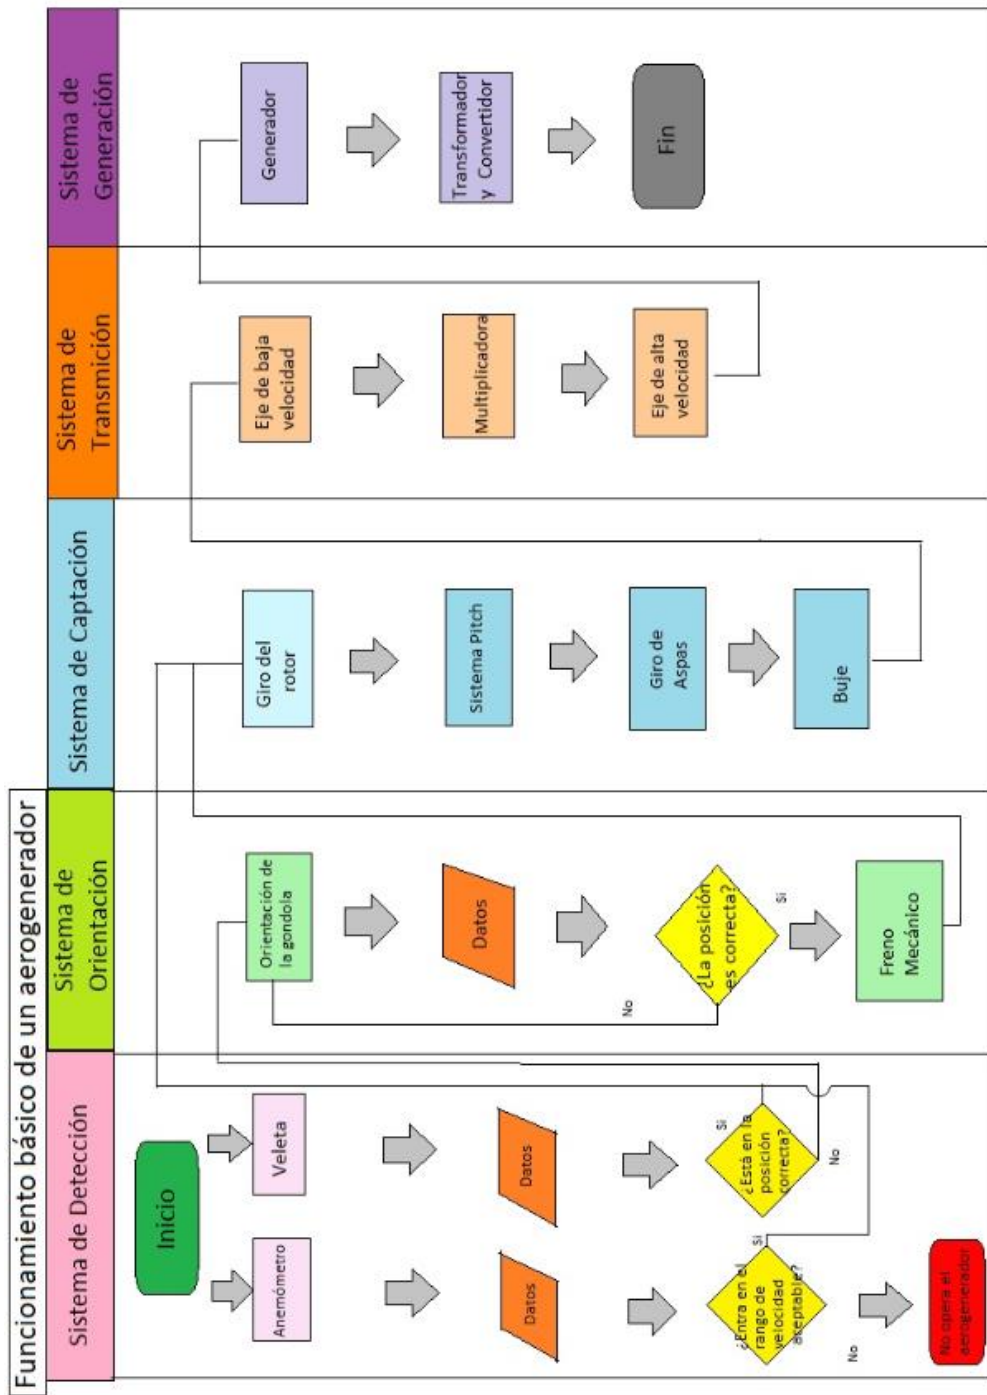 Funcionamiento básico de un aerogenerador
Sistema de Detección
Sistema de
Orientación
Sistema de Captación
Sistema de
Transmición
Sistema de
Generación
Inicio
Anemómetro
Veleta
Datos
Datos
¿Entra en el
rango de
velocidad
aceptable?
Si
No
¿Está en la
posición
correcta?
Si
No
No opera el
aerogenerador
Orientación de
la gondola
Datos
¿La posición
es correcta?
No
Si
Freno
Mecánico
Giro del
rotor
Sistema Pitch
Giro de
Aspas
Buje
Eje de baja
velocidad
Multiplicadora
Eje de alta
velocidad
Generador
Transformador
y Convertidor
Fin